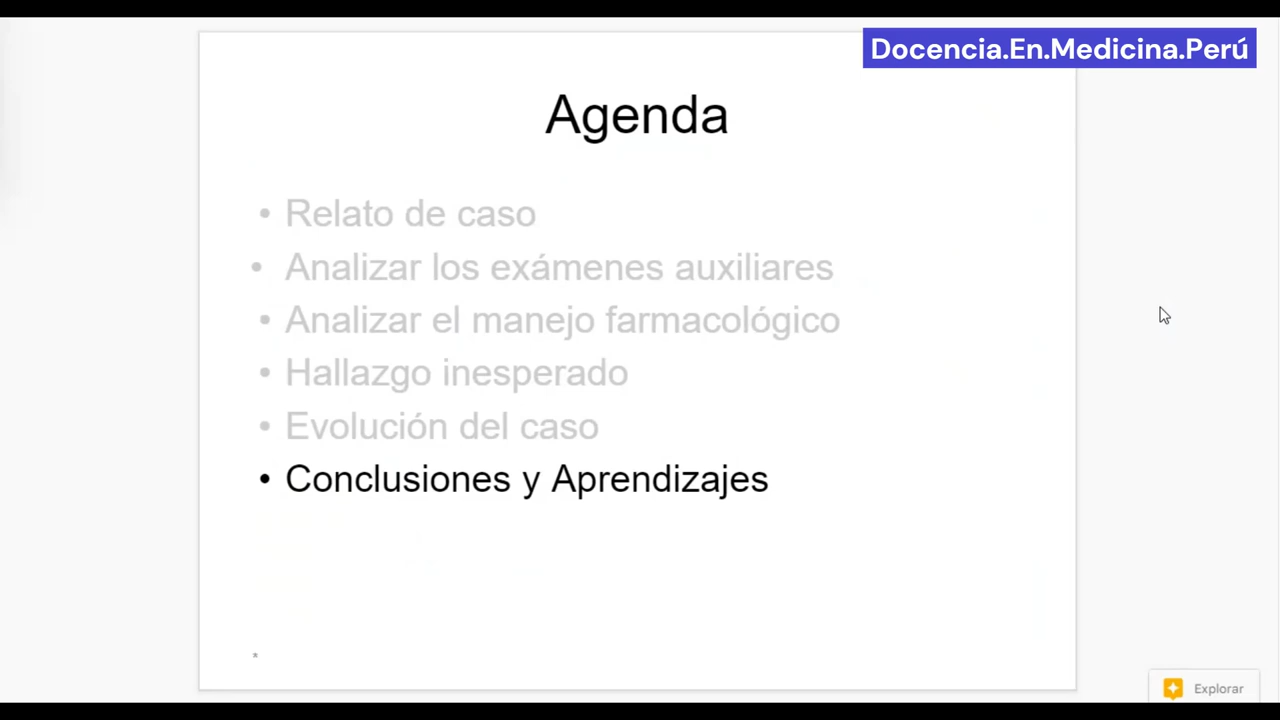 Docencia.En.Medicina.Perú
Agenda
• Relato de caso
• Analizar los exámenes auxiliares
• Analizar el manejo farmacológico
• Hallazgo inesperado
• Evolución del caso
• Conclusiones y Aprendizajes
*
Explorar